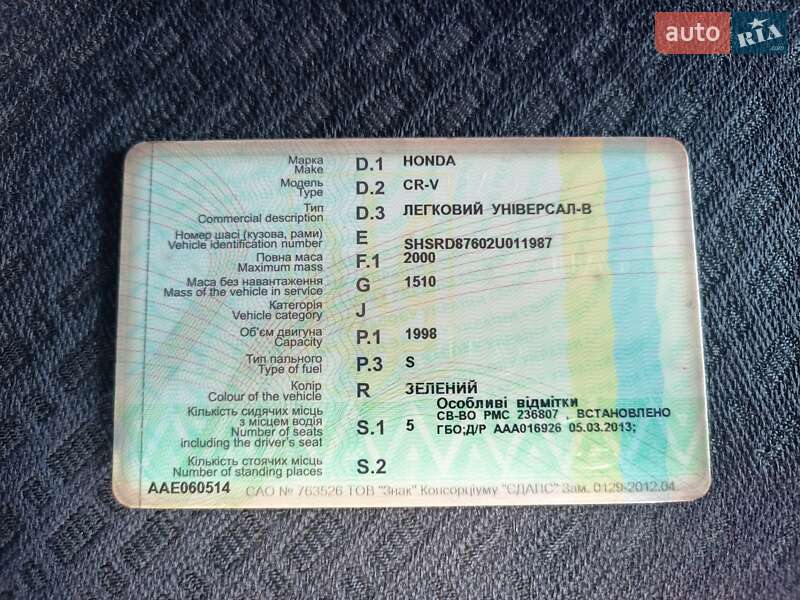 auto RIA
Марка D.1 HONDA
Make
Модель D.2 CR-V
Type
Тип D.3 ЛЕГКОВИЙ УНІВЕРСАЛ-В
Commercial description
Номер шасі (кузова, рами) E SHSRD87602U011987
Vehicle identification number
Повна маса F.1 2000
Maximum mass
Маса без навантаження G 1510
Mass of the vehicle in service
Категорія J
Vehicle category
Об'єм двигуна P.1 1998
Capacity
Тип пального P.3 S
Type of fuel
Колір R ЗЕЛЕНИЙ
Colour of the vehicle
Особливі відмітки
Кількість сидячих місць S.1 5 СВ-ВО РМС 236807 , ВСТАНОВЛЕНО
з місцем водія ГБО;Д/Р ААА016926 05.03.2013;
Number of seats
including the driver's seat
Кількість стоячих місць S.2
Number of standing places
ААЕ060514 САО № 763526 ТОВ "Знак" Консорціуму "ЄДАПС" Зам. 0129-2012.04